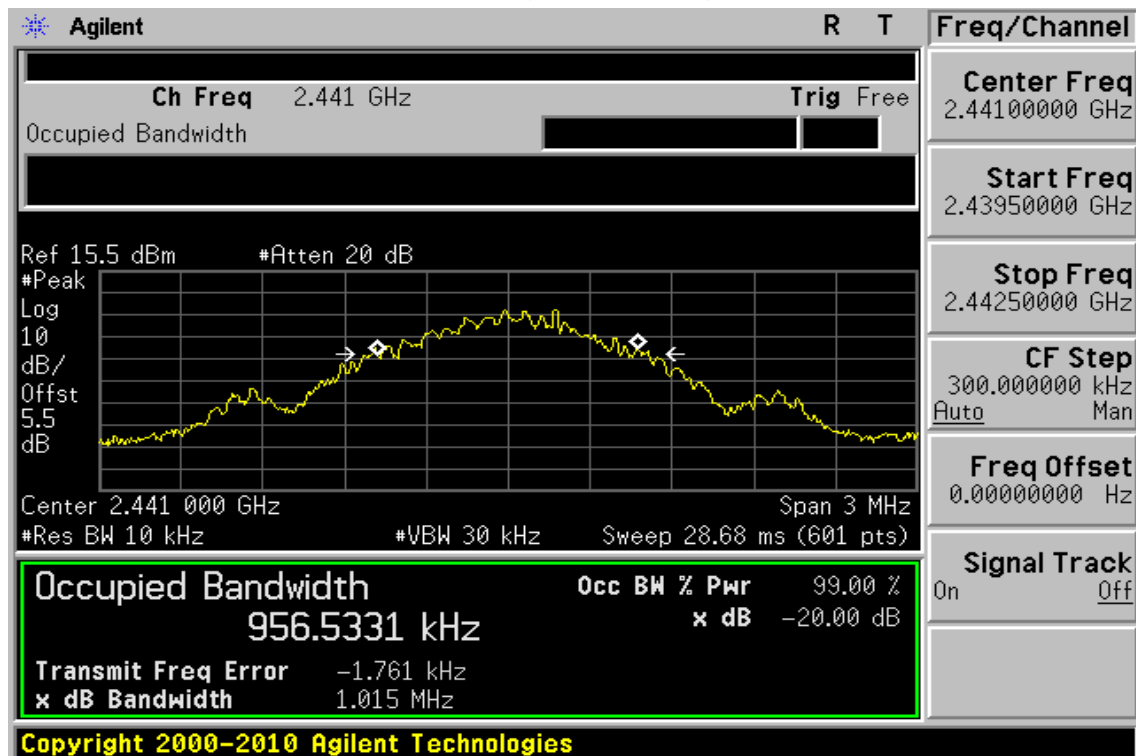 Agilent R T
Ch Freq 2.441 GHz Trig Free
Occupied Bandwidth
Ref 15.5 dBm #Atten 20 dB
#Peak
Log
10
dB/
Offst
5.5
dB
Center 2.441 000 GHz Span 3 MHz
#Res BW 10 kHz #VBW 30 kHz Sweep 28.68 ms (601 pts)
Occupied Bandwidth Occ BW % Pwr 99.00 %
956.5331 kHz x dB -20.00 dB
Transmit Freq Error -1.761 kHz
x dB Bandwidth 1.015 MHz
Copyright 2000-2010 Agilent Technologies
Freq/Channel
Center Freq
2.44100000 GHz
Start Freq
2.43950000 GHz
Stop Freq
2.44250000 GHz
CF Step
300.000000 kHz
Auto Man
Freq Offset
0.00000000 Hz
Signal Track
On Off